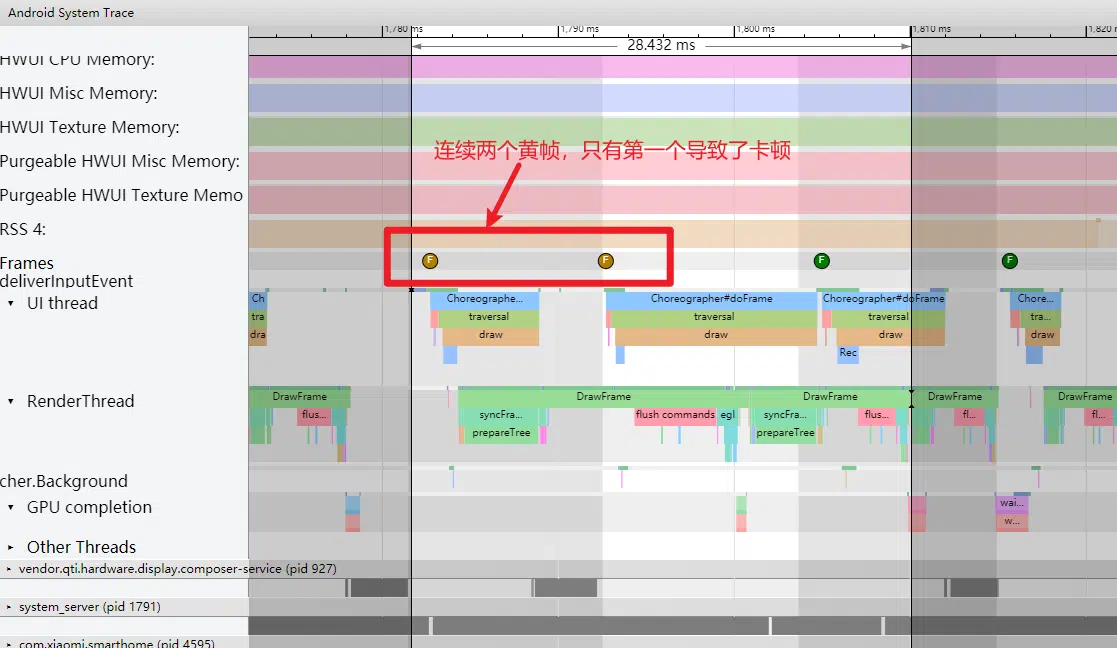 Android System Trace
1,780 ms
1,790 ms
1,800 ms
1,810 ms
1,820
28.432 ms
HWUI CPU Memory:
HWUI Misc Memory:
HWUI Texture Memory:
连续两个黄帧，只有第一个导致了卡顿
Purgeable HWUI Misc Memory:
Purgeable HWUI Texture Memo
RSS 4:
Frames
F F F F
deliverInputEvent
UI thread
Ch Choreographe... Choreographer#doFrame Choreographer#doFrame Chore...
tra traversal traversal traversal tra...
dra draw draw draw draw
Rec
RenderThread
DrawFrame DrawFrame DrawFrame DrawFrame DrawFrame
flus... syncFra... flush commands egl syncFra... flus... fl... fl...
prepareTree prepareTree
cher.Background
GPU completion
wai...
w...
Other Threads
vendor.qti.hardware.display.composer-service (pid 927)
system_server (pid 1791)
com.xiaomi.smarthome (pid 4595)